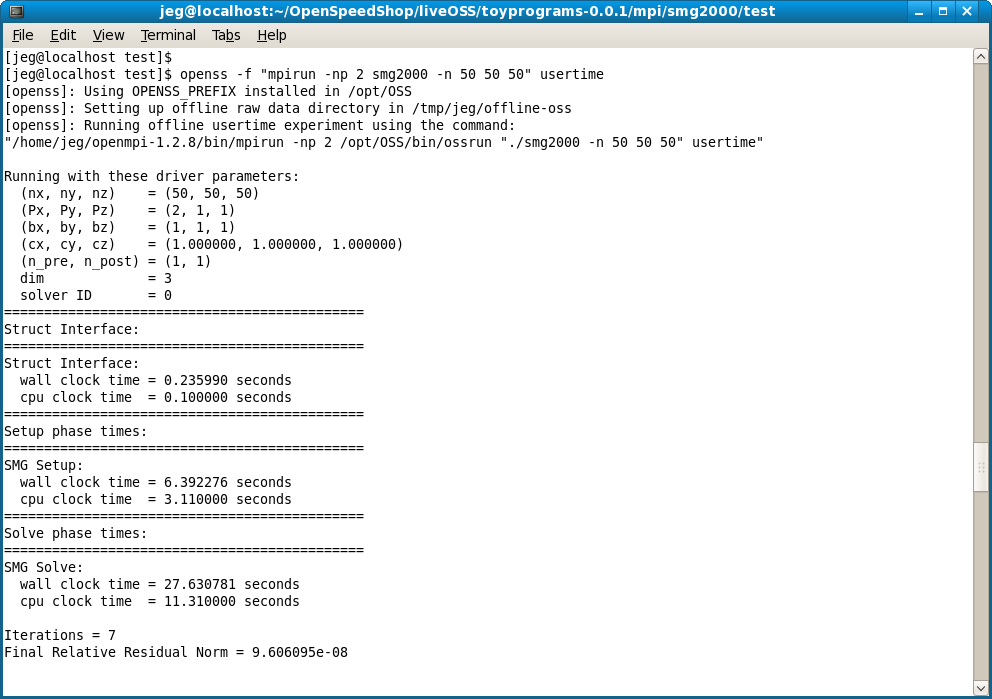 jeg@localhost:~/OpenSpeedShop/liveOSS/toyprograms-0.0.1/mpi/smg2000/test
File Edit View Terminal Tabs Help
[jeg@localhost test]$
[jeg@localhost test]$ openss -f "mpirun -np 2 smg2000 -n 50 50 50" usertime
[openss]: Using OPENSS_PREFIX installed in /opt/OSS
[openss]: Setting up offline raw data directory in /tmp/jeg/offline-oss
[openss]: Running offline usertime experiment using the command:
"/home/jeg/openmpi-1.2.8/bin/mpirun -np 2 /opt/OSS/bin/ossrun "./smg2000 -n 50 50 50" usertime"

Running with these driver parameters:
  (nx, ny, nz)    = (50, 50, 50)
  (Px, Py, Pz)    = (2, 1, 1)
  (bx, by, bz)    = (1, 1, 1)
  (cx, cy, cz)    = (1.000000, 1.000000, 1.000000)
  (n_pre, n_post) = (1, 1)
  dim             = 3
  solver ID       = 0
=============================================
Struct Interface:
=============================================
Struct Interface:
  wall clock time = 0.235990 seconds
  cpu clock time  = 0.100000 seconds
=============================================
Setup phase times:
=============================================
SMG Setup:
  wall clock time = 6.392276 seconds
  cpu clock time  = 3.110000 seconds
=============================================
Solve phase times:
=============================================
SMG Solve:
  wall clock time = 27.630781 seconds
  cpu clock time  = 11.310000 seconds

Iterations = 7
Final Relative Residual Norm = 9.606095e-08